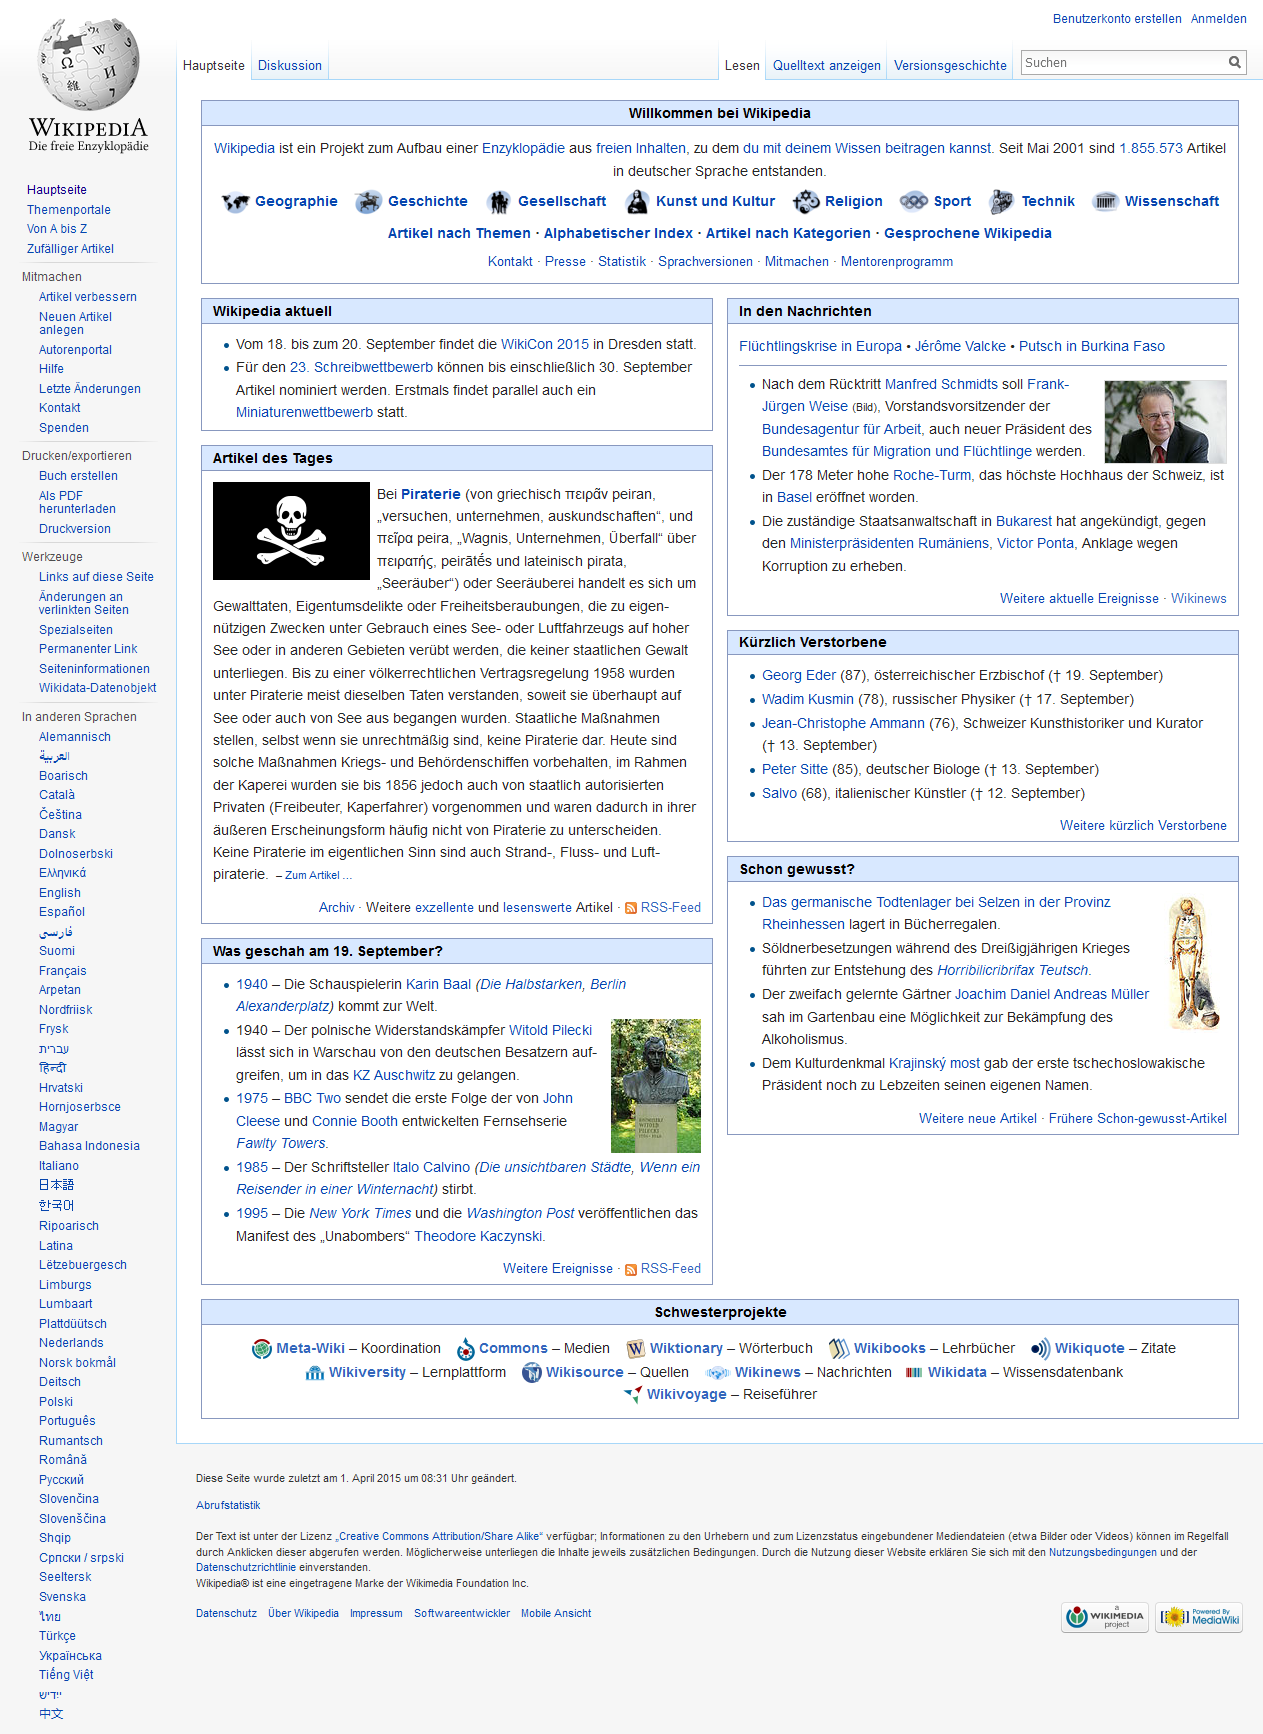 Benutzerkonto erstellen Anmelden
WIKIPEDIA
Die freie Enzyklopädie
Hauptseite Diskussion Lesen Quelltext anzeigen Versionsgeschichte Suchen
Hauptseite
Themenportale
Von A bis Z
Zufälliger Artikel
Mitmachen
Artikel verbessern
Neuen Artikel
anlegen
Autorenportal
Hilfe
Letzte Änderungen
Kontakt
Spenden
Drucken/exportieren
Buch erstellen
Als PDF
herunterladen
Druckversion
Werkzeuge
Links auf diese Seite
Änderungen an
verlinkten Seiten
Spezialseiten
Permanenter Link
Seiteninformationen
Wikidata-Datenobjekt
In anderen Sprachen
Alemannisch
العربية
Boarisch
Català
Čeština
Dansk
Dolnoserbski
Ελληνικά
English
Español
فارسی
Suomi
Français
Arpetan
Nordfriisk
Frysk
עברית
हिन्दी
Hrvatski
Hornjoserbsce
Magyar
Bahasa Indonesia
Italiano
日本語
한국어
Ripoarisch
Latina
Lëtzebuergesch
Limburgs
Lumbaart
Plattdüütsch
Nederlands
Norsk bokmål
Deitsch
Polski
Português
Rumantsch
Română
Русский
Slovenčina
Slovenščina
Shqip
Српски / srpski
Seeltersk
Svenska
ไทย
Türkçe
Українська
Tiếng Việt
ייִדיש
中文
Willkommen bei Wikipedia
Wikipedia ist ein Projekt zum Aufbau einer Enzyklopädie aus freien Inhalten, zu dem du mit deinem Wissen beitragen kannst. Seit Mai 2001 sind 1.855.573 Artikel
in deutscher Sprache entstanden.
Geographie Geschichte Gesellschaft Kunst und Kultur Religion Sport Technik Wissenschaft
Artikel nach Themen · Alphabetischer Index · Artikel nach Kategorien · Gesprochene Wikipedia
Kontakt · Presse · Statistik · Sprachversionen · Mitmachen · Mentorenprogramm
Wikipedia aktuell
Vom 18. bis zum 20. September findet die WikiCon 2015 in Dresden statt.
Für den 23. Schreibwettbewerb können bis einschließlich 30. September
Artikel nominiert werden. Erstmals findet parallel auch ein
Miniaturenwettbewerb statt.
Artikel des Tages
Bei Piraterie (von griechisch πειρᾶν peiran,
„versuchen, unternehmen, auskundschaften“, und
πεῖρα peira, „Wagnis, Unternehmen, Überfall“ über
πειρατής, peirātḗs und lateinisch pirata,
„Seeräuber“) oder Seeräuberei handelt es sich um
Gewalttaten, Eigentumsdelikte oder Freiheitsberaubungen, die zu eigen-
nützigen Zwecken unter Gebrauch eines See- oder Luftfahrzeugs auf hoher
See oder in anderen Gebieten verübt werden, die keiner staatlichen Gewalt
unterliegen. Bis zu einer völkerrechtlichen Vertragsregelung 1958 wurden
unter Piraterie meist dieselben Taten verstanden, soweit sie überhaupt auf
See oder auch von See aus begangen wurden. Staatliche Maßnahmen
stellen, selbst wenn sie unrechtmäßig sind, keine Piraterie dar. Heute sind
solche Maßnahmen Kriegs- und Behördenschiffen vorbehalten, im Rahmen
der Kaperei wurden sie bis 1856 jedoch auch von staatlich autorisierten
Privaten (Freibeuter, Kaperfahrer) vorgenommen und waren dadurch in ihrer
äußeren Erscheinungsform häufig nicht von Piraterie zu unterscheiden.
Keine Piraterie im eigentlichen Sinn sind auch Strand-, Fluss- und Luft-
piraterie. – Zum Artikel …
Archiv · Weitere exzellente und lesenswerte Artikel · RSS-Feed
Was geschah am 19. September?
1940 – Die Schauspielerin Karin Baal (Die Halbstarken, Berlin
Alexanderplatz) kommt zur Welt.
1940 – Der polnische Widerstandskämpfer Witold Pilecki
lässt sich in Warschau von den deutschen Besatzern auf-
greifen, um in das KZ Auschwitz zu gelangen.
1975 – BBC Two sendet die erste Folge der von John
Cleese und Connie Booth entwickelten Fernsehserie
Fawlty Towers.
1985 – Der Schriftsteller Italo Calvino (Die unsichtbaren Städte, Wenn ein
Reisender in einer Winternacht) stirbt.
1995 – Die New York Times und die Washington Post veröffentlichen das
Manifest des „Unabombers“ Theodore Kaczynski.
Weitere Ereignisse · RSS-Feed
In den Nachrichten
Flüchtlingskrise in Europa • Jérôme Valcke • Putsch in Burkina Faso
Nach dem Rücktritt Manfred Schmidts soll Frank-
Jürgen Weise (Bild), Vorstandsvorsitzender der
Bundesagentur für Arbeit, auch neuer Präsident des
Bundesamtes für Migration und Flüchtlinge werden.
Der 178 Meter hohe Roche-Turm, das höchste Hochhaus der Schweiz, ist
in Basel eröffnet worden.
Die zuständige Staatsanwaltschaft in Bukarest hat angekündigt, gegen
den Ministerpräsidenten Rumäniens, Victor Ponta, Anklage wegen
Korruption zu erheben.
Weitere aktuelle Ereignisse · Wikinews
Kürzlich Verstorbene
Georg Eder (87), österreichischer Erzbischof († 19. September)
Wadim Kusmin (78), russischer Physiker († 17. September)
Jean-Christophe Ammann (76), Schweizer Kunsthistoriker und Kurator
(† 13. September)
Peter Sitte (85), deutscher Biologe († 13. September)
Salvo (68), italienischer Künstler († 12. September)
Weitere kürzlich Verstorbene
Schon gewusst?
Das germanische Todtenlager bei Selzen in der Provinz
Rheinhessen lagert in Bücherregalen.
Söldnerbesetzungen während des Dreißigjährigen Krieges
führten zur Entstehung des Horribilicribrifax Teutsch.
Der zweifach gelernte Gärtner Joachim Daniel Andreas Müller
sah im Gartenbau eine Möglichkeit zur Bekämpfung des
Alkoholismus.
Dem Kulturdenkmal Krajinský most gab der erste tschechoslowakische
Präsident noch zu Lebzeiten seinen eigenen Namen.
Weitere neue Artikel · Frühere Schon-gewusst-Artikel
Schwesterprojekte
Meta-Wiki – Koordination Commons – Medien Wiktionary – Wörterbuch Wikibooks – Lehrbücher Wikiquote – Zitate
Wikiversity – Lernplattform Wikisource – Quellen Wikinews – Nachrichten Wikidata – Wissensdatenbank
Wikivoyage – Reiseführer
Diese Seite wurde zuletzt am 1. April 2015 um 08:31 Uhr geändert.
Abrufstatistik
Der Text ist unter der Lizenz „Creative Commons Attribution/Share Alike“ verfügbar; Informationen zu den Urhebern und zum Lizenzstatus eingebundener Mediendateien (etwa Bilder oder Videos) können im Regelfall
durch Anklicken dieser abgerufen werden. Möglicherweise unterliegen die Inhalte jeweils zusätzlichen Bedingungen. Durch die Nutzung dieser Website erklären Sie sich mit den Nutzungsbedingungen und der
Datenschutzrichtlinie einverstanden.
Wikipedia® ist eine eingetragene Marke der Wikimedia Foundation Inc.
Datenschutz Über Wikipedia Impressum Softwareentwickler Mobile Ansicht
a
WIKIMEDIA
project
Powered By
MediaWiki